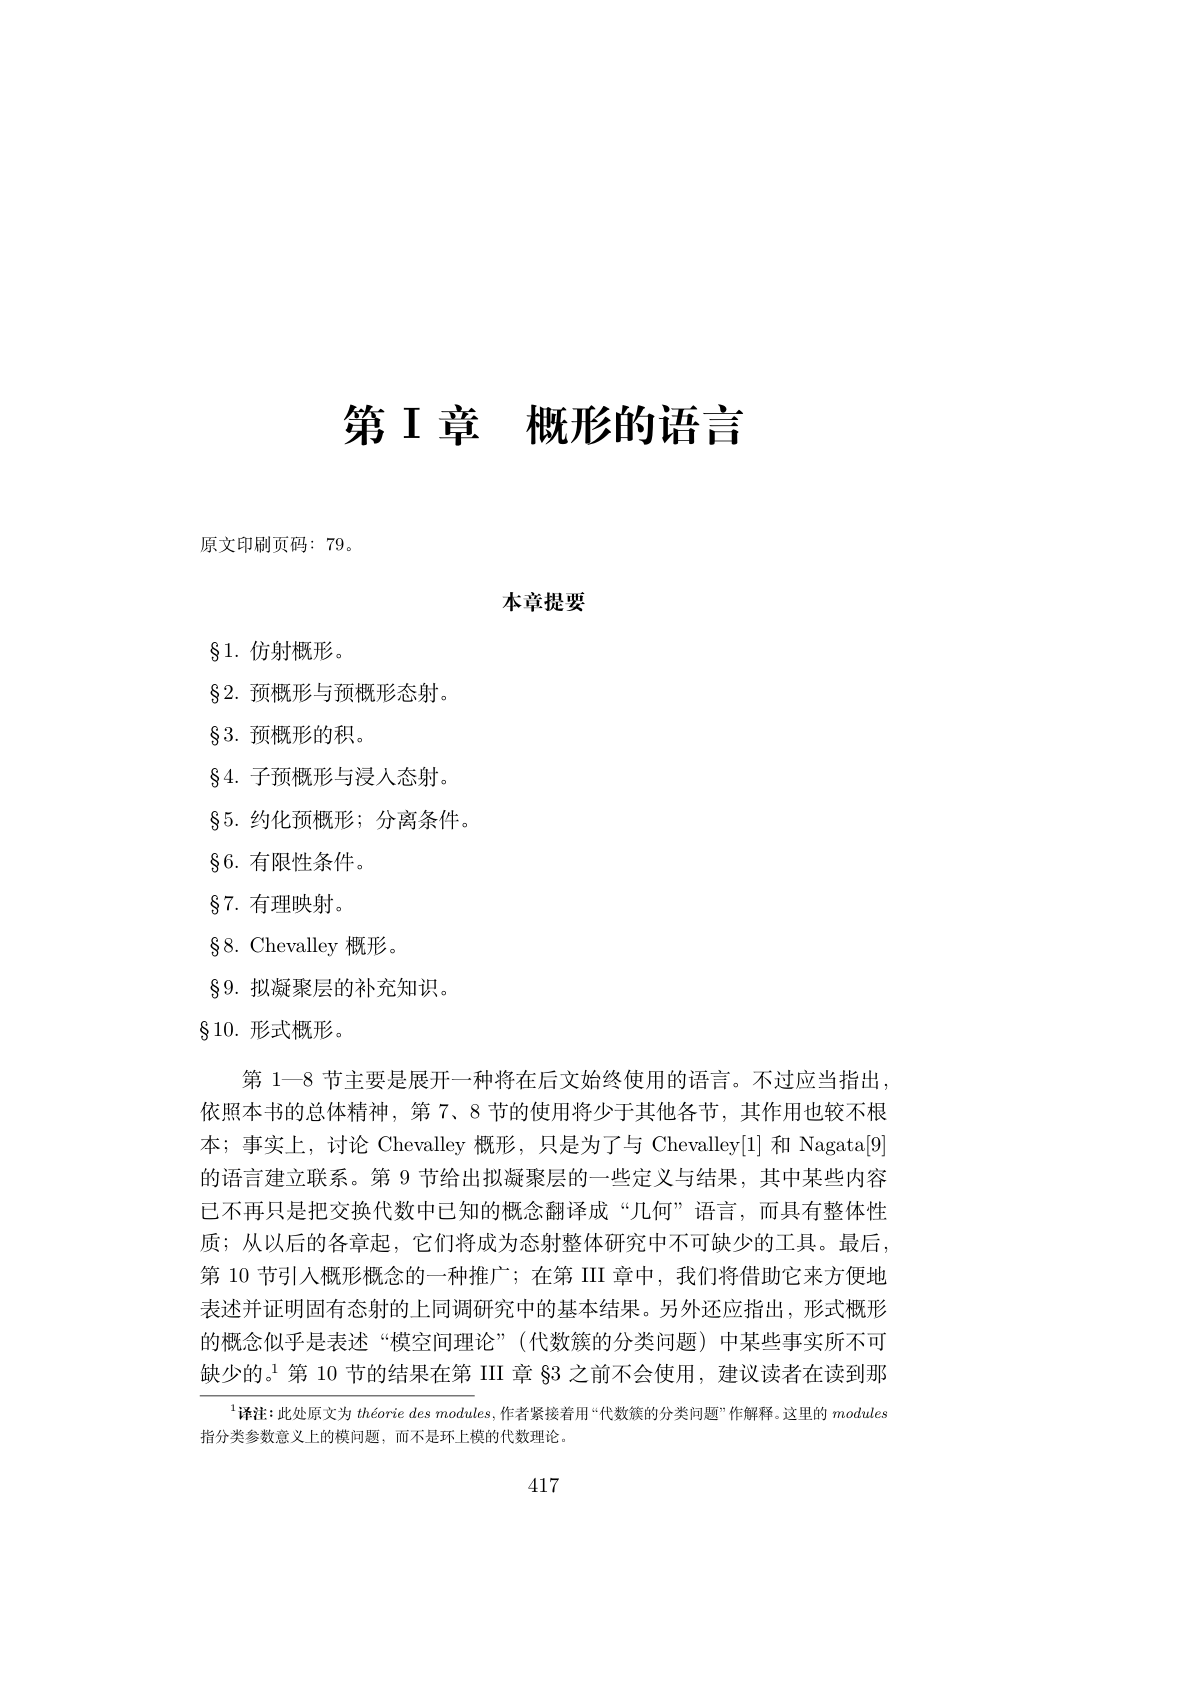 第 I 章　概形的语言
原文印刷页码：79。
本章提要
§1. 仿射概形。
§2. 预概形与预概形态射。
§3. 预概形的积。
§4. 子预概形与浸入态射。
§5. 约化预概形；分离条件。
§6. 有限性条件。
§7. 有理映射。
§8. Chevalley 概形。
§9. 拟凝聚层的补充知识。
§10. 形式概形。
第 1—8 节主要是展开一种将在后文始终使用的语言。不过应当指出，
依照本书的总体精神，第 7、8 节的使用将少于其他各节，其作用也较不根
本；事实上，讨论 Chevalley 概形，只是为了与 Chevalley[1] 和 Nagata[9]
的语言建立联系。第 9 节给出拟凝聚层的一些定义与结果，其中某些内容
已不再只是把交换代数中已知的概念翻译成 “几何” 语言，而具有整体性
质；从以后的各章起，它们将成为态射整体研究中不可缺少的工具。最后，
第 10 节引入概形概念的一种推广；在第 III 章中，我们将借助它来方便地
表述并证明固有态射的上同调研究中的基本结果。另外还应指出，形式概形
的概念似乎是表述 “模空间理论”（代数簇的分类问题）中某些事实所不可
缺少的。¹ 第 10 节的结果在第 III 章 §3 之前不会使用，建议读者在读到那
¹译注：此处原文为 théorie des modules, 作者紧接着用 “代数簇的分类问题” 作解释。这里的 modules
指分类参数意义上的模问题，而不是环上模的代数理论。
417